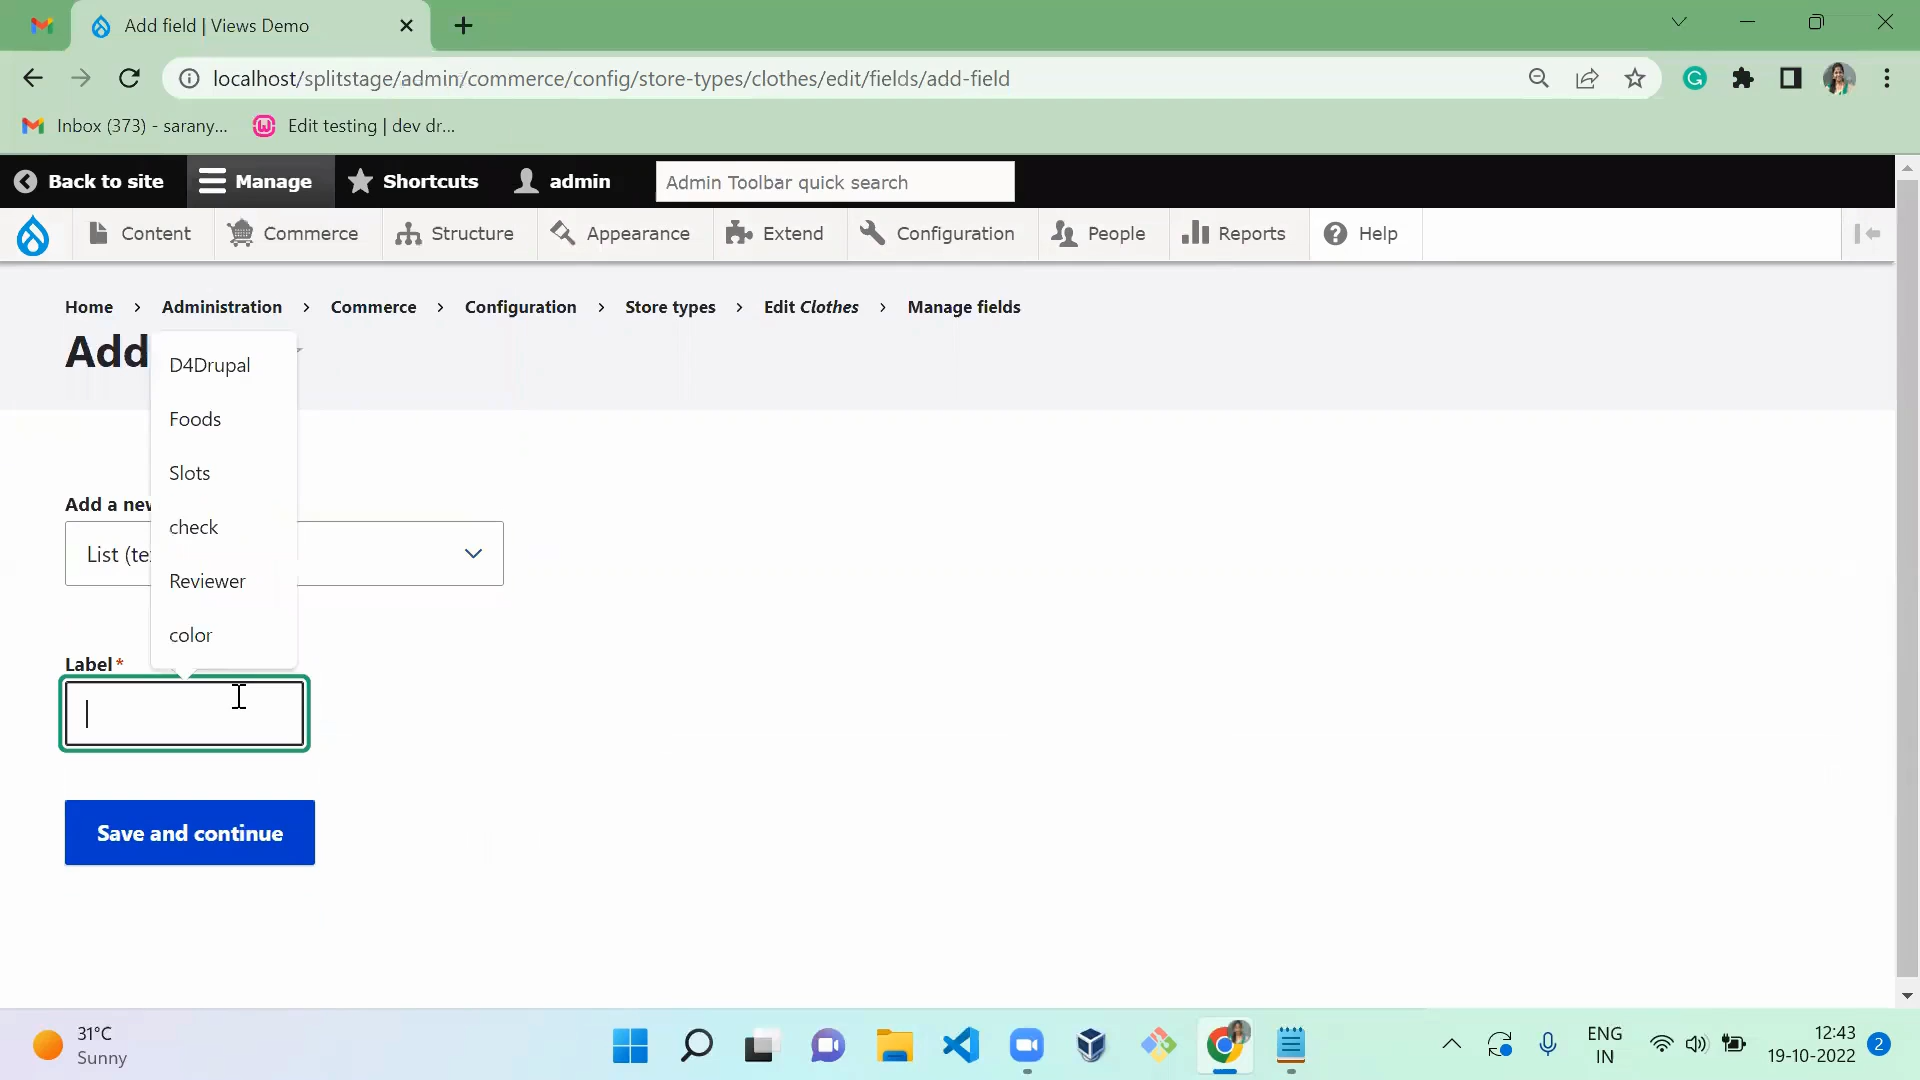 Add field | Views Demo
localhost/splitstage/admin/commerce/config/store-types/clothes/edit/fields/add-field
Inbox (373) - sarany... Edit testing | dev dr...
Back to site Manage Shortcuts admin Admin Toolbar quick search
Content Commerce Structure Appearance Extend Configuration People Reports Help
Home › Administration › Commerce › Configuration › Store types › Edit Clothes › Manage fields
Add
D4Drupal
Foods
Slots
check
Reviewer
color
Add a new
List (te
Label*
Save and continue
31°C
Sunny
ENG
IN
12:43
19-10-2022
2